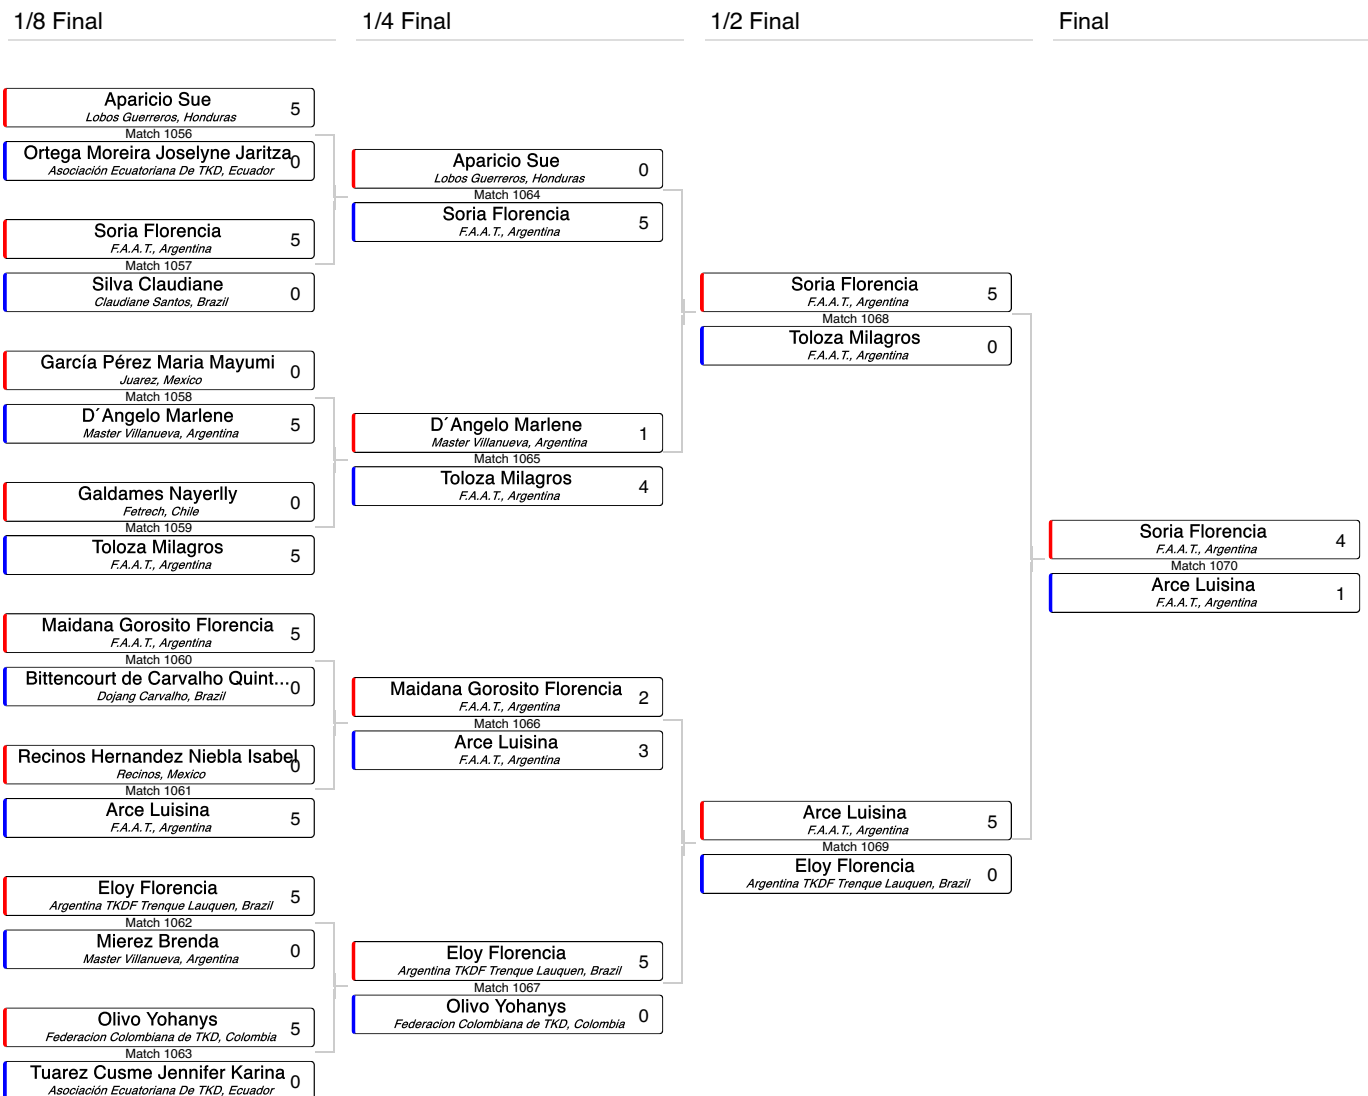 1/8 Final
1/4 Final
1/2 Final
Final
Aparicio Sue
Lobos Guerreros, Honduras
5
Match 1056
Ortega Moreira Joselyne Jaritza
Asociación Ecuatoriana De TKD, Ecuador
0
Soria Florencia
F.A.A.T., Argentina
5
Match 1057
Silva Claudiane
Claudiane Santos, Brazil
0
García Pérez Maria Mayumi
Juarez, Mexico
0
Match 1058
D´Angelo Marlene
Master Villanueva, Argentina
5
Galdames Nayerlly
Fetrech, Chile
0
Match 1059
Toloza Milagros
F.A.A.T., Argentina
5
Maidana Gorosito Florencia
F.A.A.T., Argentina
5
Match 1060
Bittencourt de Carvalho Quint...
Dojang Carvalho, Brazil
0
Recinos Hernandez Niebla Isabel
Recinos, Mexico
0
Match 1061
Arce Luisina
F.A.A.T., Argentina
5
Eloy Florencia
Argentina TKDF Trenque Lauquen, Brazil
5
Match 1062
Mierez Brenda
Master Villanueva, Argentina
0
Olivo Yohanys
Federacion Colombiana de TKD, Colombia
5
Match 1063
Tuarez Cusme Jennifer Karina
Asociación Ecuatoriana De TKD, Ecuador
0
Aparicio Sue
Lobos Guerreros, Honduras
0
Match 1064
Soria Florencia
F.A.A.T., Argentina
5
D´Angelo Marlene
Master Villanueva, Argentina
1
Match 1065
Toloza Milagros
F.A.A.T., Argentina
4
Maidana Gorosito Florencia
F.A.A.T., Argentina
2
Match 1066
Arce Luisina
F.A.A.T., Argentina
3
Eloy Florencia
Argentina TKDF Trenque Lauquen, Brazil
5
Match 1067
Olivo Yohanys
Federacion Colombiana de TKD, Colombia
0
Soria Florencia
F.A.A.T., Argentina
5
Match 1068
Toloza Milagros
F.A.A.T., Argentina
0
Arce Luisina
F.A.A.T., Argentina
5
Match 1069
Eloy Florencia
Argentina TKDF Trenque Lauquen, Brazil
0
Soria Florencia
F.A.A.T., Argentina
4
Match 1070
Arce Luisina
F.A.A.T., Argentina
1